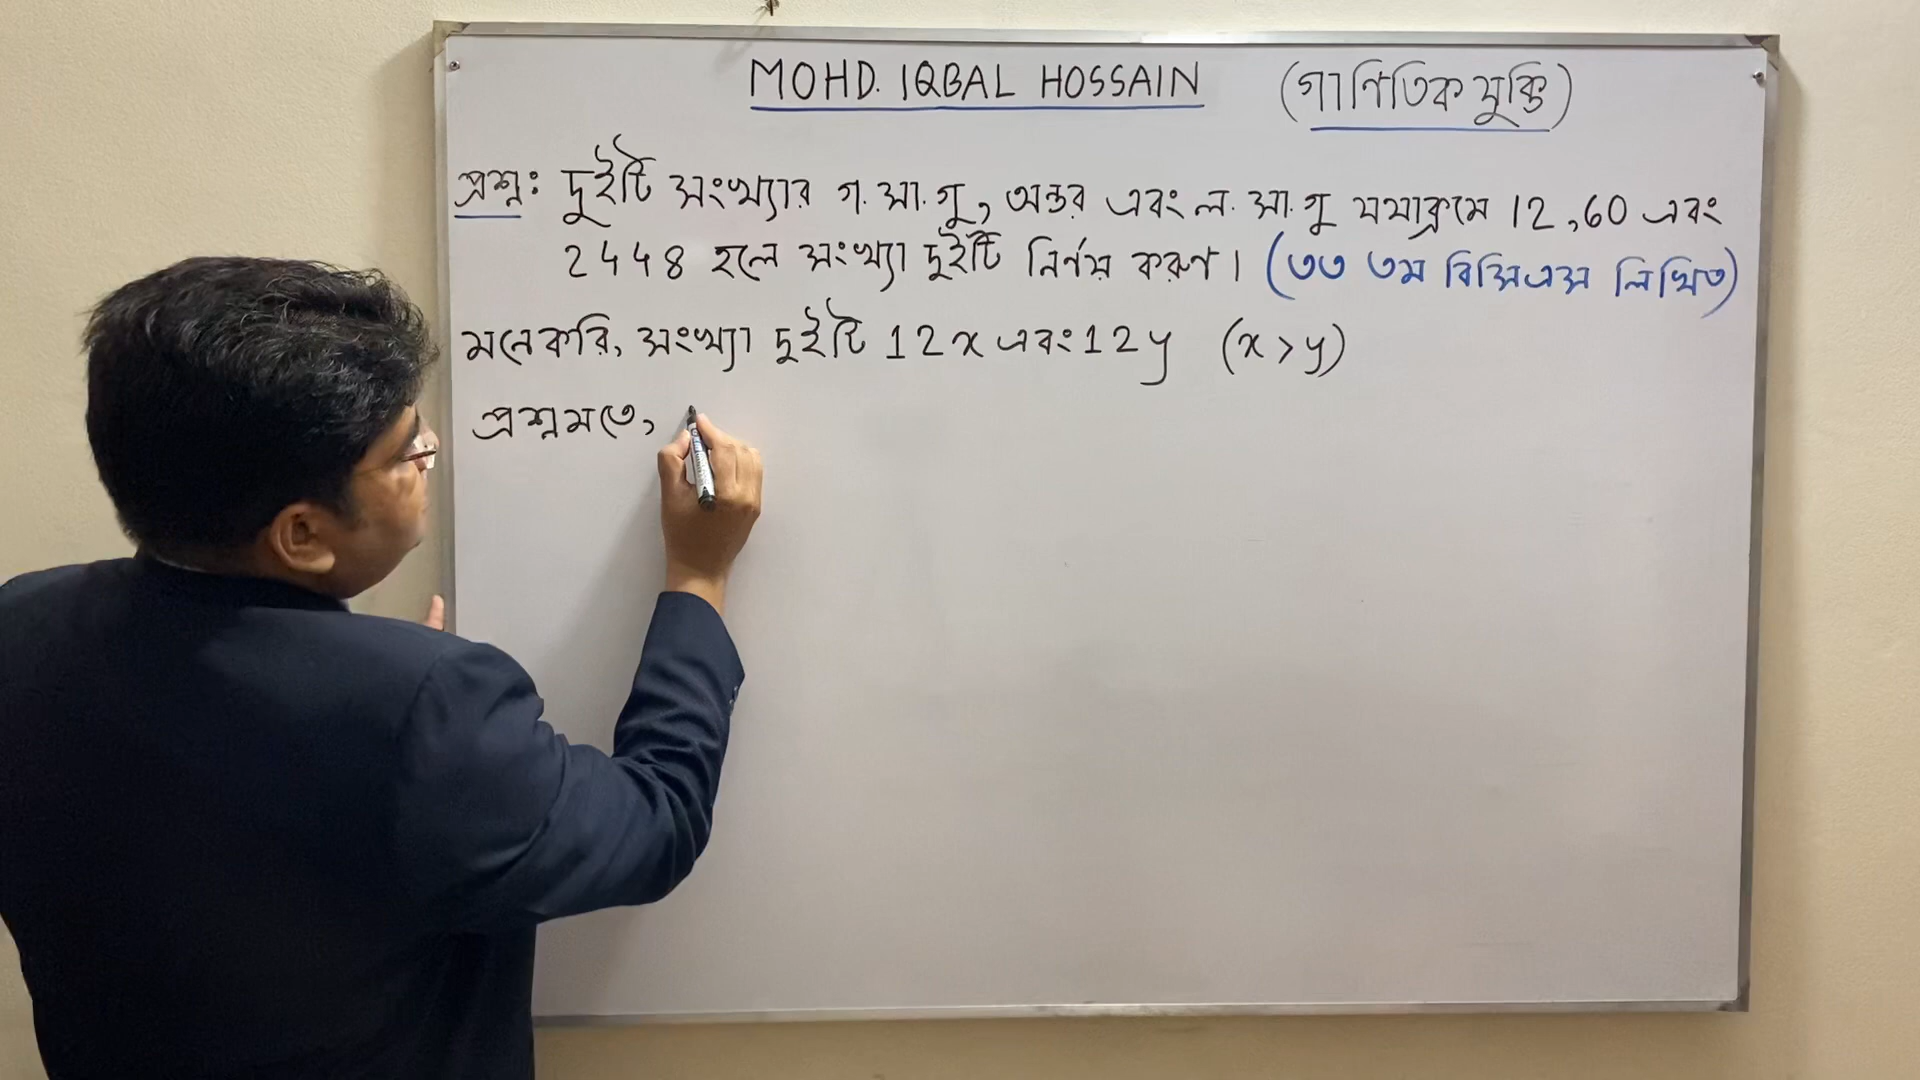 MOHD. IQBAL HOSSAIN (গাণিতিক যুক্তি)
প্রশ্ন: দুইটি সংখ্যার গ. সা. গু, অন্তর এবং ল. সা. গু যথাক্রমে 12, 60 এবং
2448 হলে সংখ্যা দুইটি নির্ণয় করুণ। (৩৩ তম বিসিএস লিখিত)
মনেকরি, সংখ্যা দুইটি 12x এবং 12y (x > y)
প্রশ্নমতে,